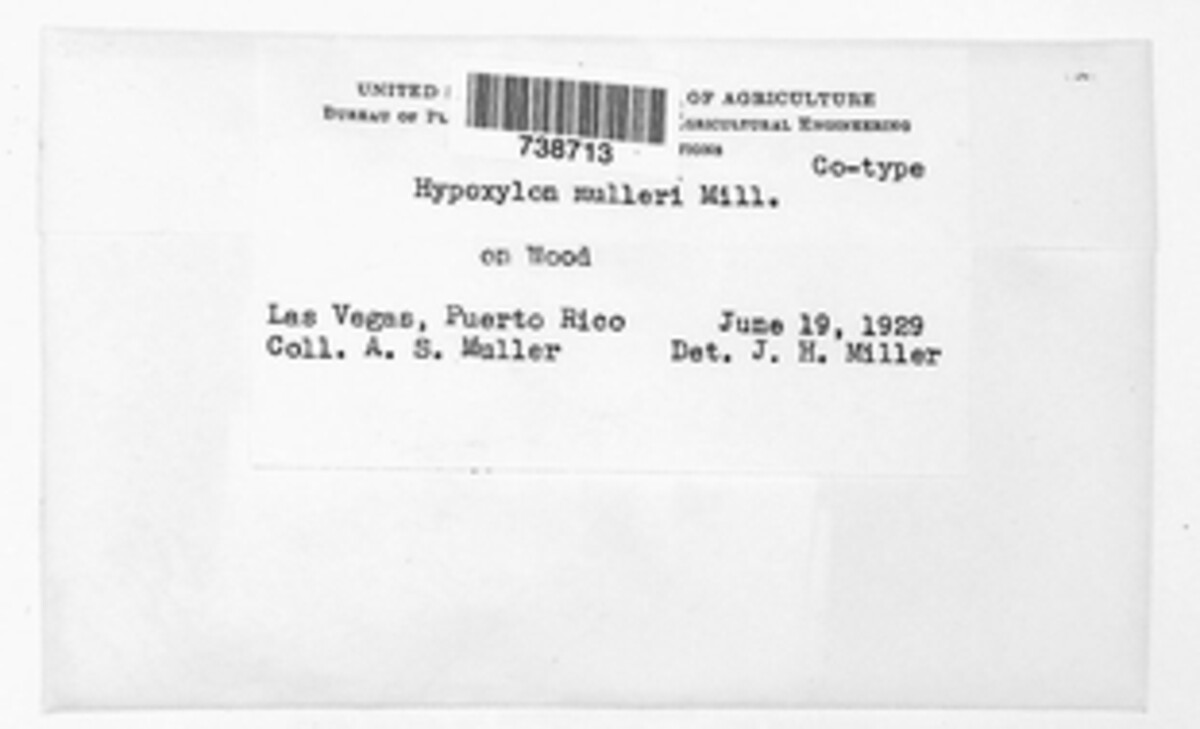 UNITED OF AGRICULTURE
BUREAU OF PL AGRICULTURAL ENGINEERING
738713 TIONS
Co-type
Hypoxylon mulleri Mill.
on Wood
Las Vegas, Puerto Rico June 19, 1929
Coll. A. S. Muller Det. J. H. Miller